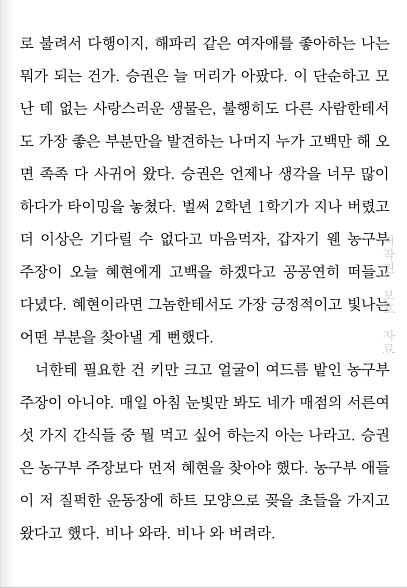 로 불려서 다행이지, 해파리 같은 여자애를 좋아하는 나는
뭐가 되는 건가. 승권은 늘 머리가 아팠다. 이 단순하고 모
난 데 없는 사랑스러운 생물은, 불행히도 다른 사람한테서
도 가장 좋은 부분만을 발견하는 나머지 누가 고백만 해 오
면 족족 다 사귀어 왔다. 승권은 언제나 생각을 너무 많이
하다가 타이밍을 놓쳤다. 벌써 2학년 1학기가 지나 버렸고
더 이상은 기다릴 수 없다고 마음먹자, 갑자기 웬 농구부
주장이 오늘 혜현에게 고백을 하겠다고 공공연히 떠들고
다녔다. 혜현이라면 그놈한테서도 가장 긍정적이고 빛나는
어떤 부분을 찾아낼 게 뻔했다.
너한테 필요한 건 키만 크고 얼굴이 여드름 밭인 농구부
주장이 아니야. 매일 아침 눈빛만 봐도 네가 매점의 서른여
섯 가지 간식들 중 뭘 먹고 싶어 하는지 아는 나라고. 승권
은 농구부 주장보다 먼저 혜현을 찾아야 했다. 농구부 애들
이 저 질퍽한 운동장에 하트 모양으로 꽂을 초들을 가지고
왔다고 했다. 비나 와라. 비나 와 버려라.